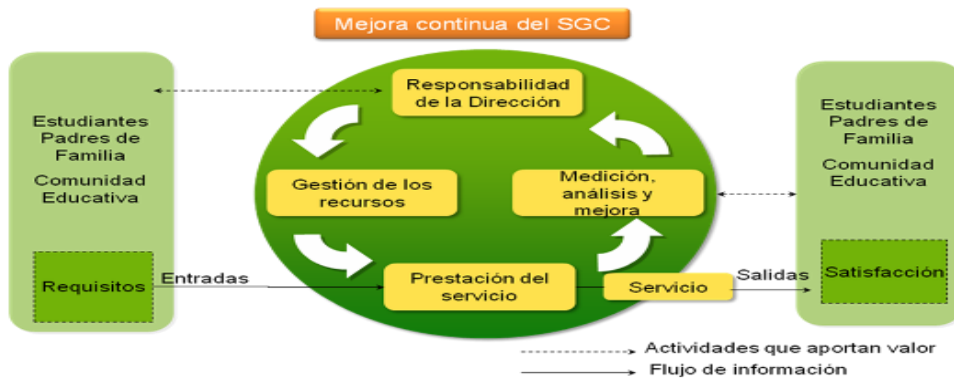 Mejora continua del SGC
Estudiantes
Padres de
Familia
Comunidad
Educativa
Requisitos
Entradas
Responsabilidad
de la Dirección
Gestión de los
recursos
Medición,
análisis y
mejora
Prestación del
servicio
Servicio
Salidas
Estudiantes
Padres de
Familia
Comunidad
Educativa
Satisfacción
Actividades que aportan valor
Flujo de información